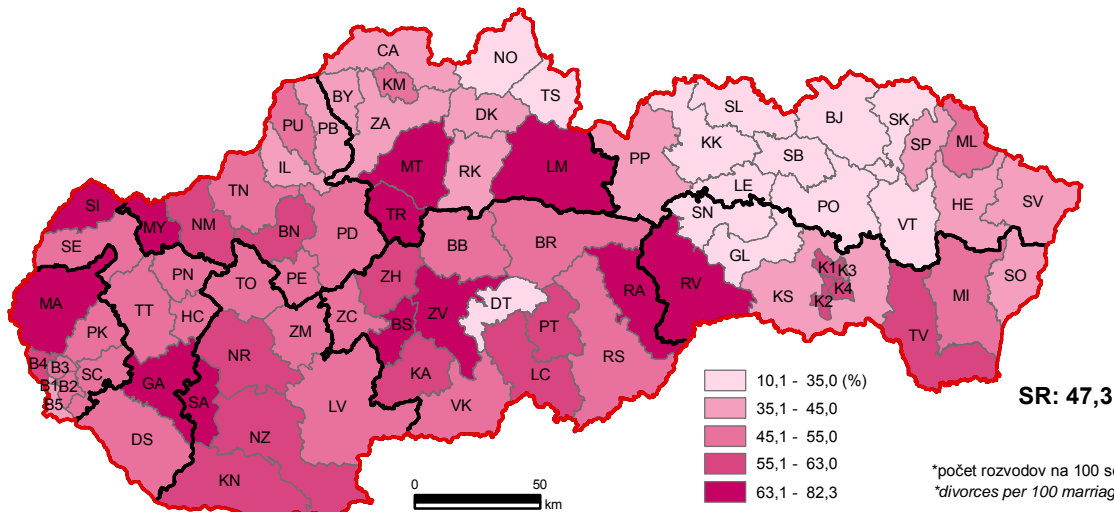 CA
NO
KM
BY
TS
PU
PB
ZA
DK
IL
MT
RK
LM
PP
SL
BJ
SK
SP
ML
KK
SB
LE
PO
VT
HE
SV
SI
MY
NM
TN
BN
PD
TR
BB
BR
SN
GL
RV
KS
K1
K3
K2
K4
SO
MI
TV
SE
MA
PN
TO
PE
ZH
ZC
TT
HC
ZM
BS
ZV
DT
RA
PT
PK
SC
B4
B3
B1
B2
B5
GA
SA
NR
KA
LC
RS
DS
LV
VK
NZ
KN
10,1 - 35,0 (%)
35,1 - 45,0
45,1 - 55,0
55,1 - 63,0
63,1 - 82,3
SR: 47,3
0 50
km
*počet rozvodov na 100
*divorces per 100